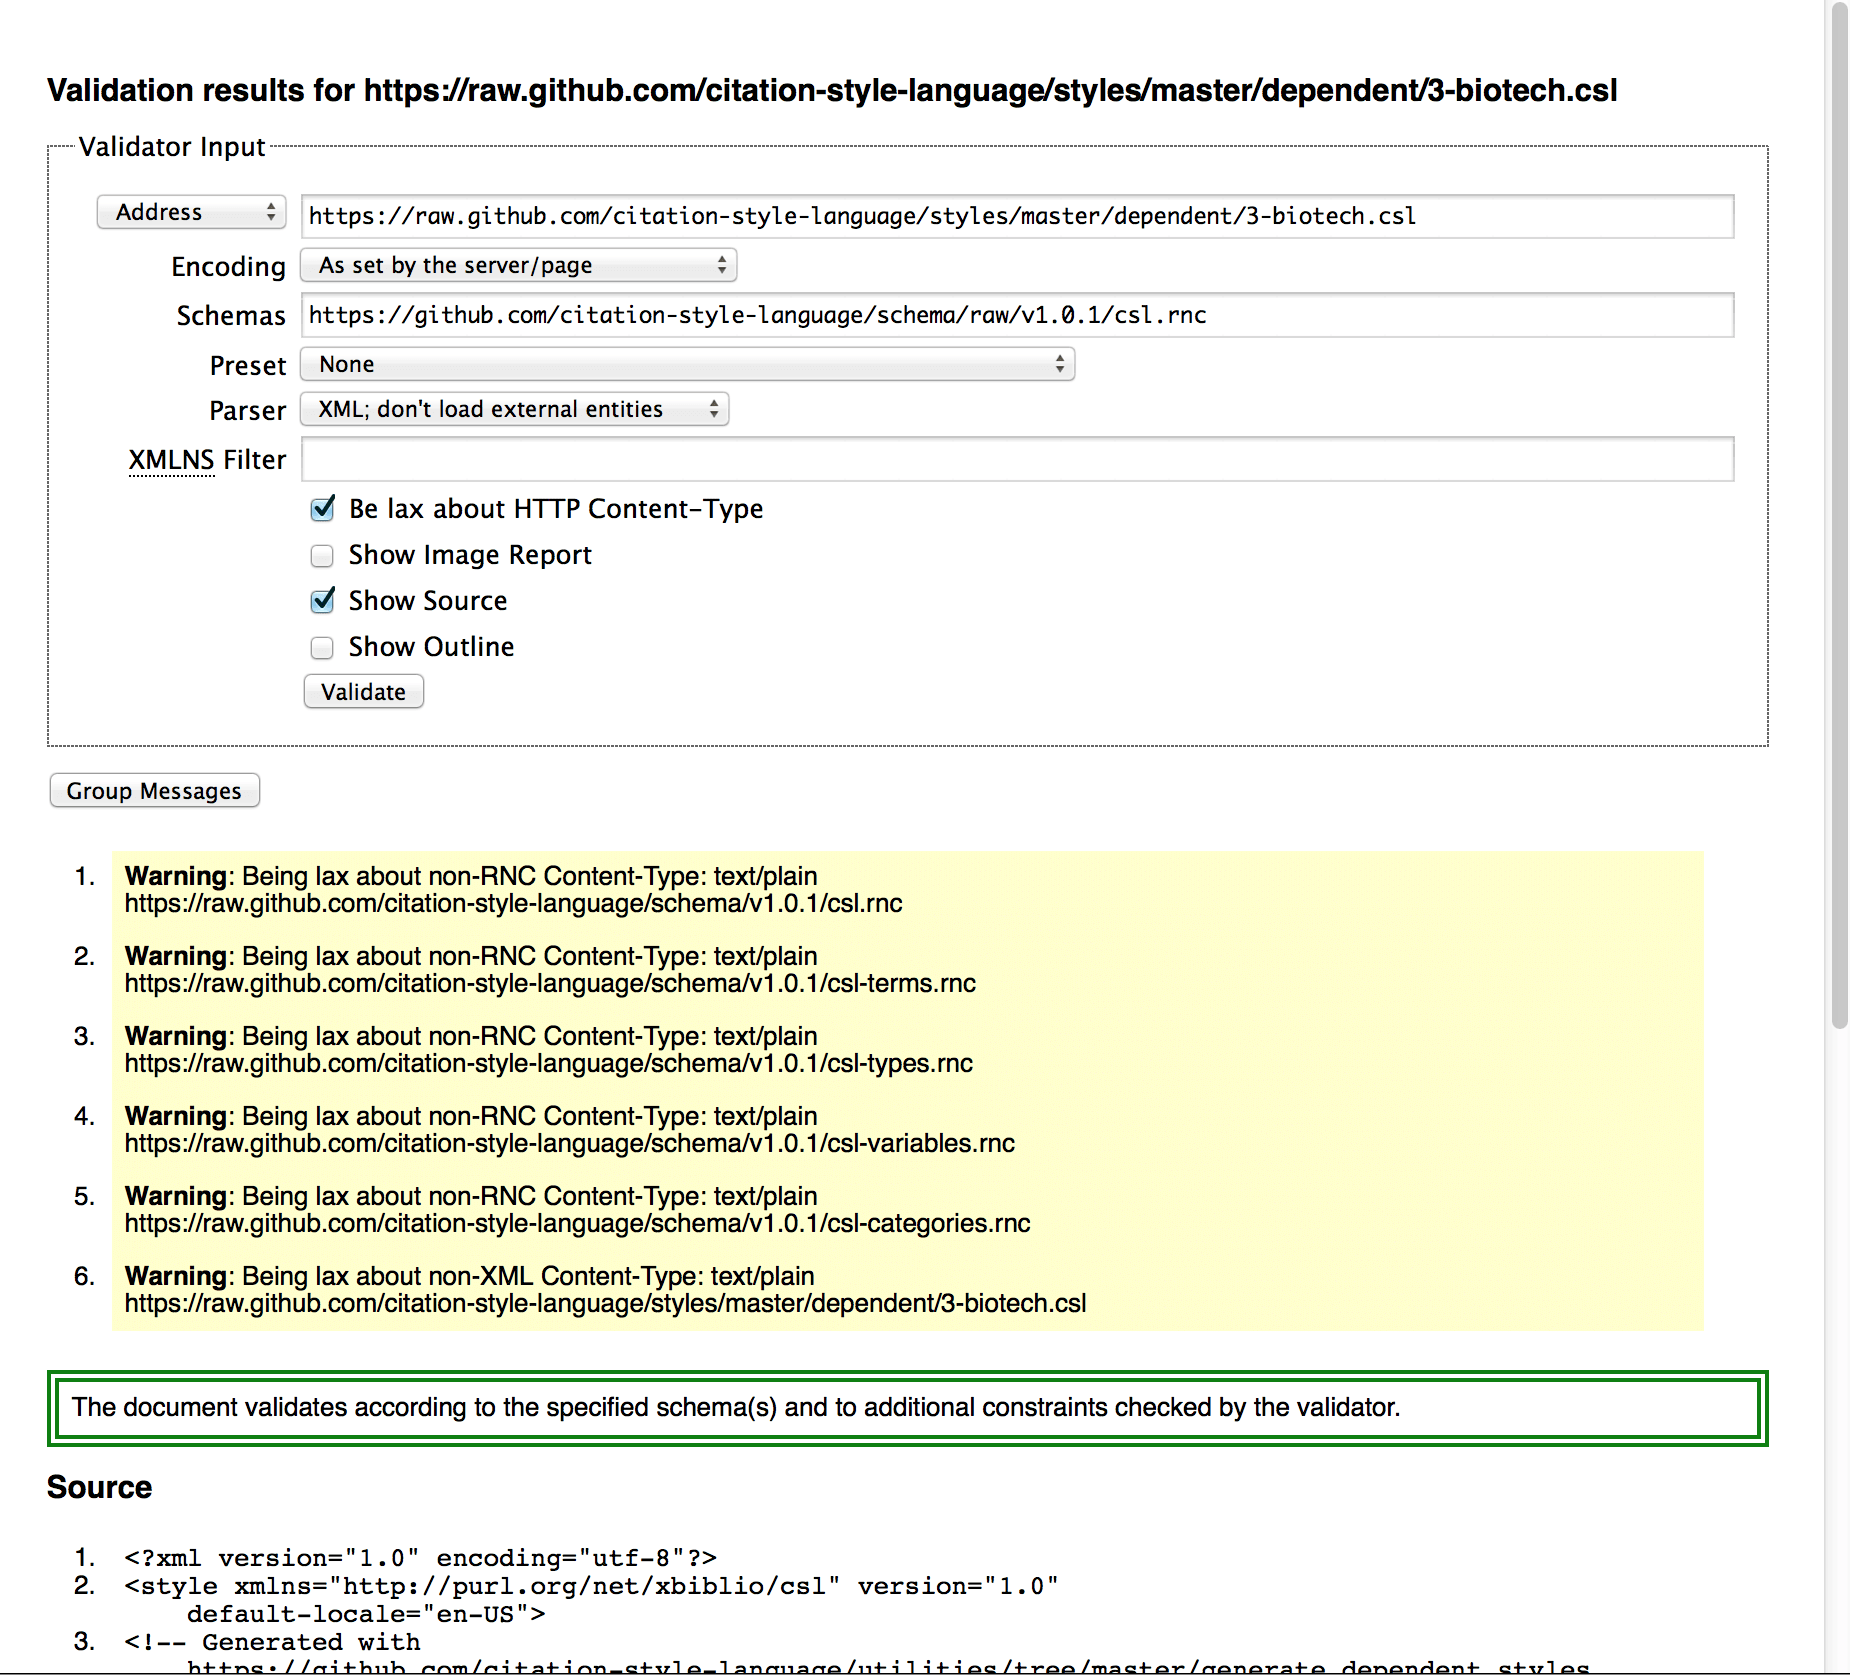 Validation results for https://raw.github.com/citation-style-language/styles/master/dependent/3-biotech.csl
Validator Input
Address https://raw.github.com/citation-style-language/styles/master/dependent/3-biotech.csl
Encoding As set by the server/page
Schemas https://github.com/citation-style-language/schema/raw/v1.0.1/csl.rnc
Preset None
Parser XML; don't load external entities
XMLNS Filter
Be lax about HTTP Content-Type
Show Image Report
Show Source
Show Outline
Validate
Group Messages
1. Warning: Being lax about non-RNC Content-Type: text/plain
https://raw.github.com/citation-style-language/schema/v1.0.1/csl.rnc
2. Warning: Being lax about non-RNC Content-Type: text/plain
https://raw.github.com/citation-style-language/schema/v1.0.1/csl-terms.rnc
3. Warning: Being lax about non-RNC Content-Type: text/plain
https://raw.github.com/citation-style-language/schema/v1.0.1/csl-types.rnc
4. Warning: Being lax about non-RNC Content-Type: text/plain
https://raw.github.com/citation-style-language/schema/v1.0.1/csl-variables.rnc
5. Warning: Being lax about non-RNC Content-Type: text/plain
https://raw.github.com/citation-style-language/schema/v1.0.1/csl-categories.rnc
6. Warning: Being lax about non-XML Content-Type: text/plain
https://raw.github.com/citation-style-language/styles/master/dependent/3-biotech.csl
The document validates according to the specified schema(s) and to additional constraints checked by the validator.
Source
1. <?xml version="1.0" encoding="utf-8"?>
2. <style xmlns="http://purl.org/net/xbiblio/csl" version="1.0"
default-locale="en-US">
3. <!-- Generated with
https://github.com/citation-style-language/utilities/tree/master/generate_dependent_styles